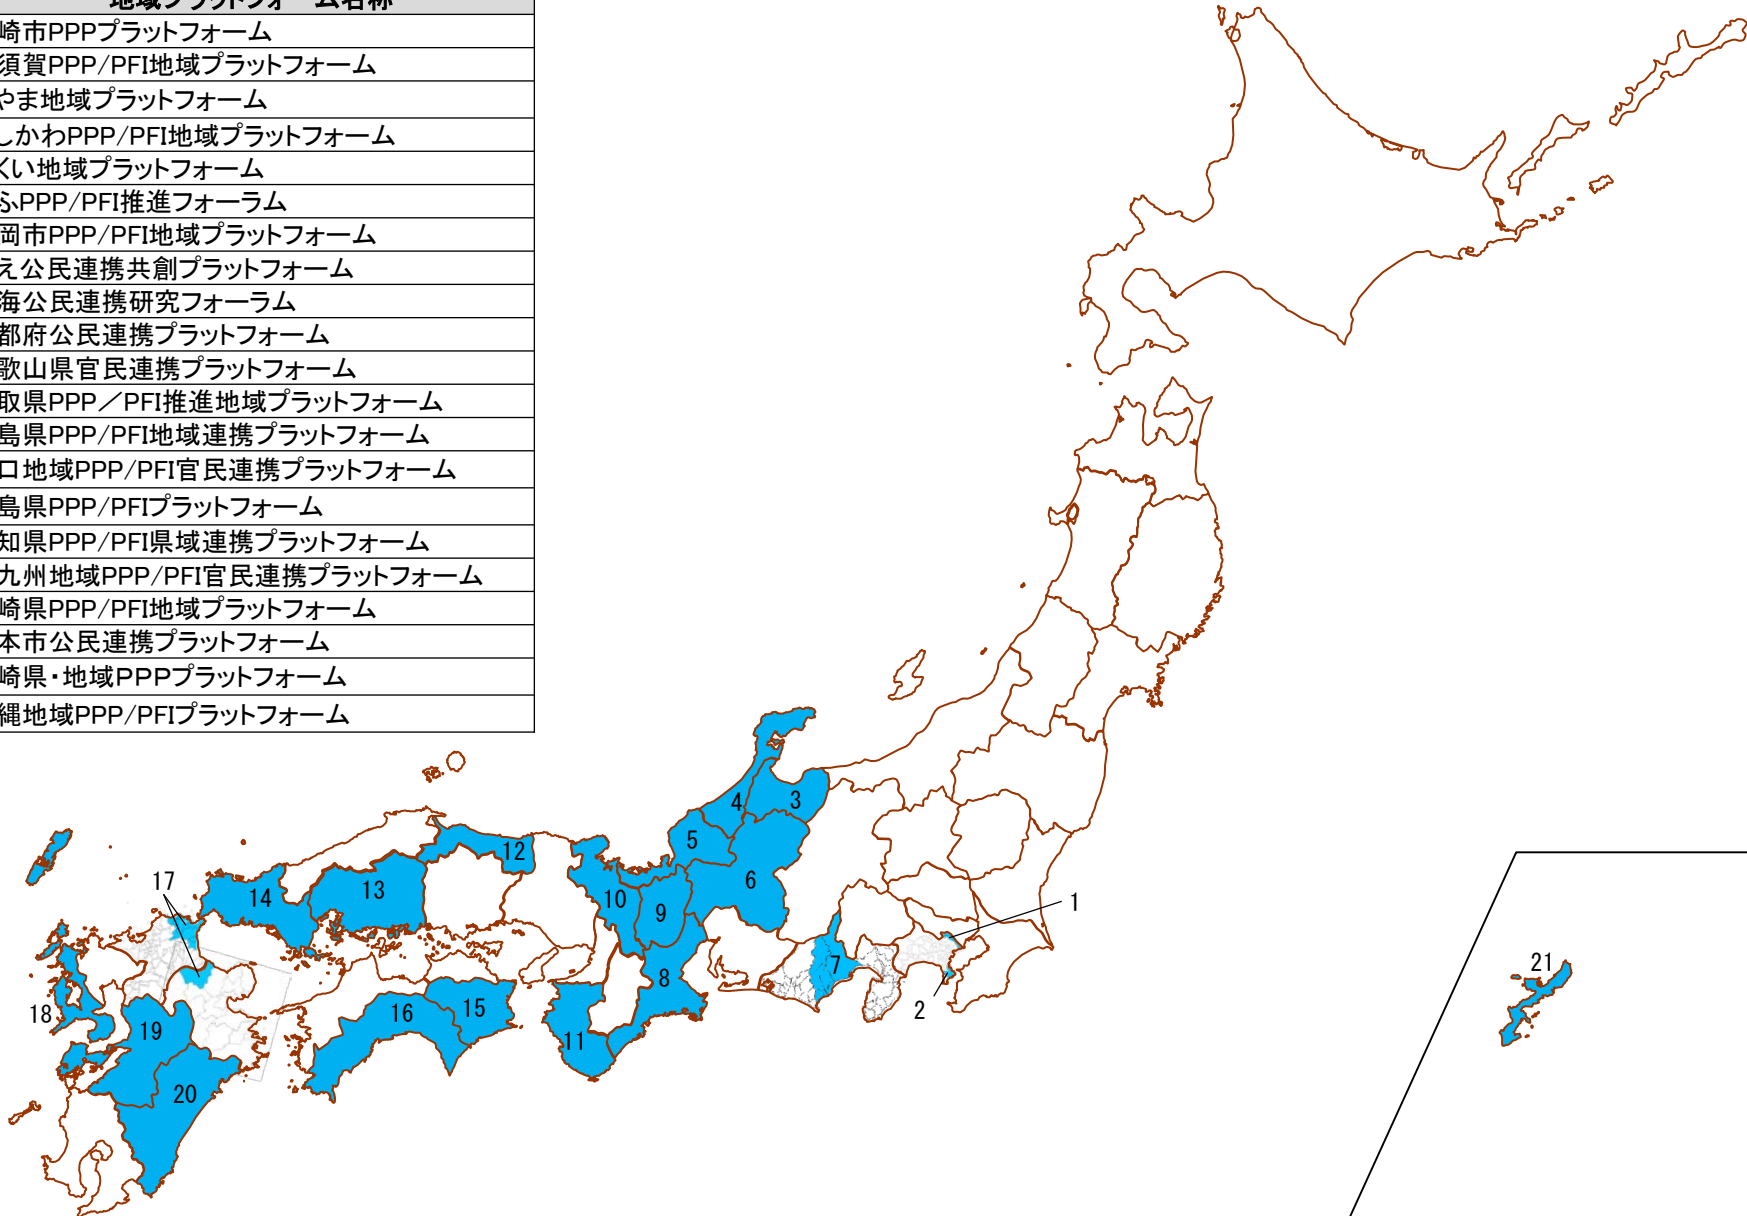 地域プラットフォーム名称
崎市PPPプラットフォーム
須賀PPP/PFI地域プラットフォーム
やま地域プラットフォーム
しかわPPP/PFI地域プラットフォーム
くい地域プラットフォーム
ふPPP/PFI推進フォーラム
岡市PPP/PFI地域プラットフォーム
え公民連携共創プラットフォーム
海公民連携研究フォーラム
都府公民連携プラットフォーム
歌山県官民連携プラットフォーム
取県PPP／PFI推進地域プラットフォーム
島県PPP/PFI地域連携プラットフォーム
口地域PPP/PFI官民連携プラットフォーム
島県PPP/PFIプラットフォーム
知県PPP/PFI県域連携プラットフォーム
九州地域PPP/PFI官民連携プラットフォーム
崎県PPP/PFI地域プラットフォーム
本市公民連携プラットフォーム
崎県・地域PPPプラットフォーム
縄地域PPP/PFIプラットフォーム
4
3
5
12
17
6
13
14
10
1
9
21
7
8
2
15
16
18
19
11
20